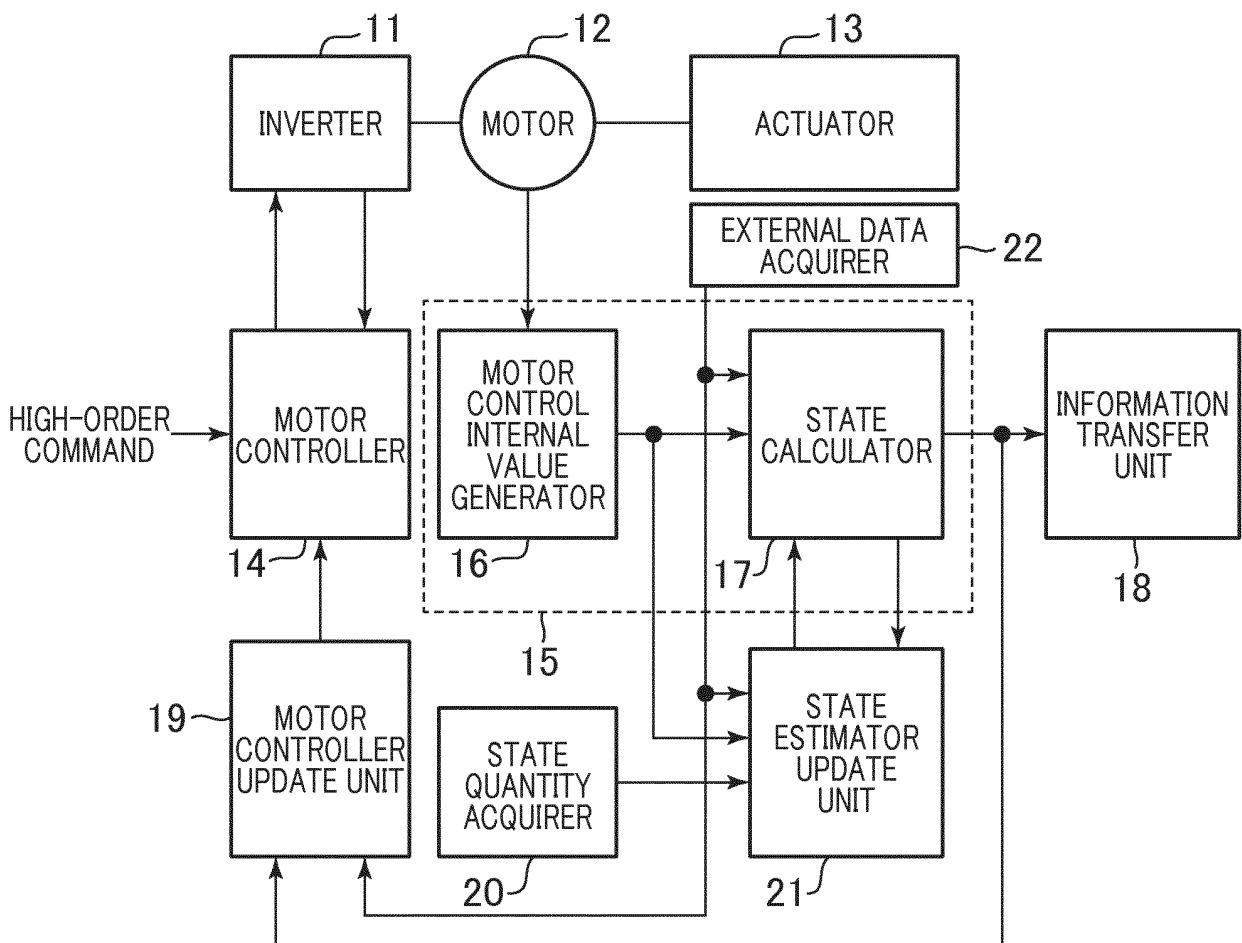 11
12
13
INVERTER
MOTOR
ACTUATOR
EXTERNAL DATA
ACQUIRER
22
HIGH-ORDER
COMMAND
MOTOR
CONTROLLER
14
MOTOR
CONTROL
INTERNAL
VALUE
GENERATOR
16
STATE
CALCULATOR
17
INFORMATION
TRANSFER
UNIT
18
15
19
MOTOR
CONTROLLER
UPDATE UNIT
STATE
QUANTITY
ACQUIRER
20
STATE
ESTIMATOR
UPDATE
UNIT
21